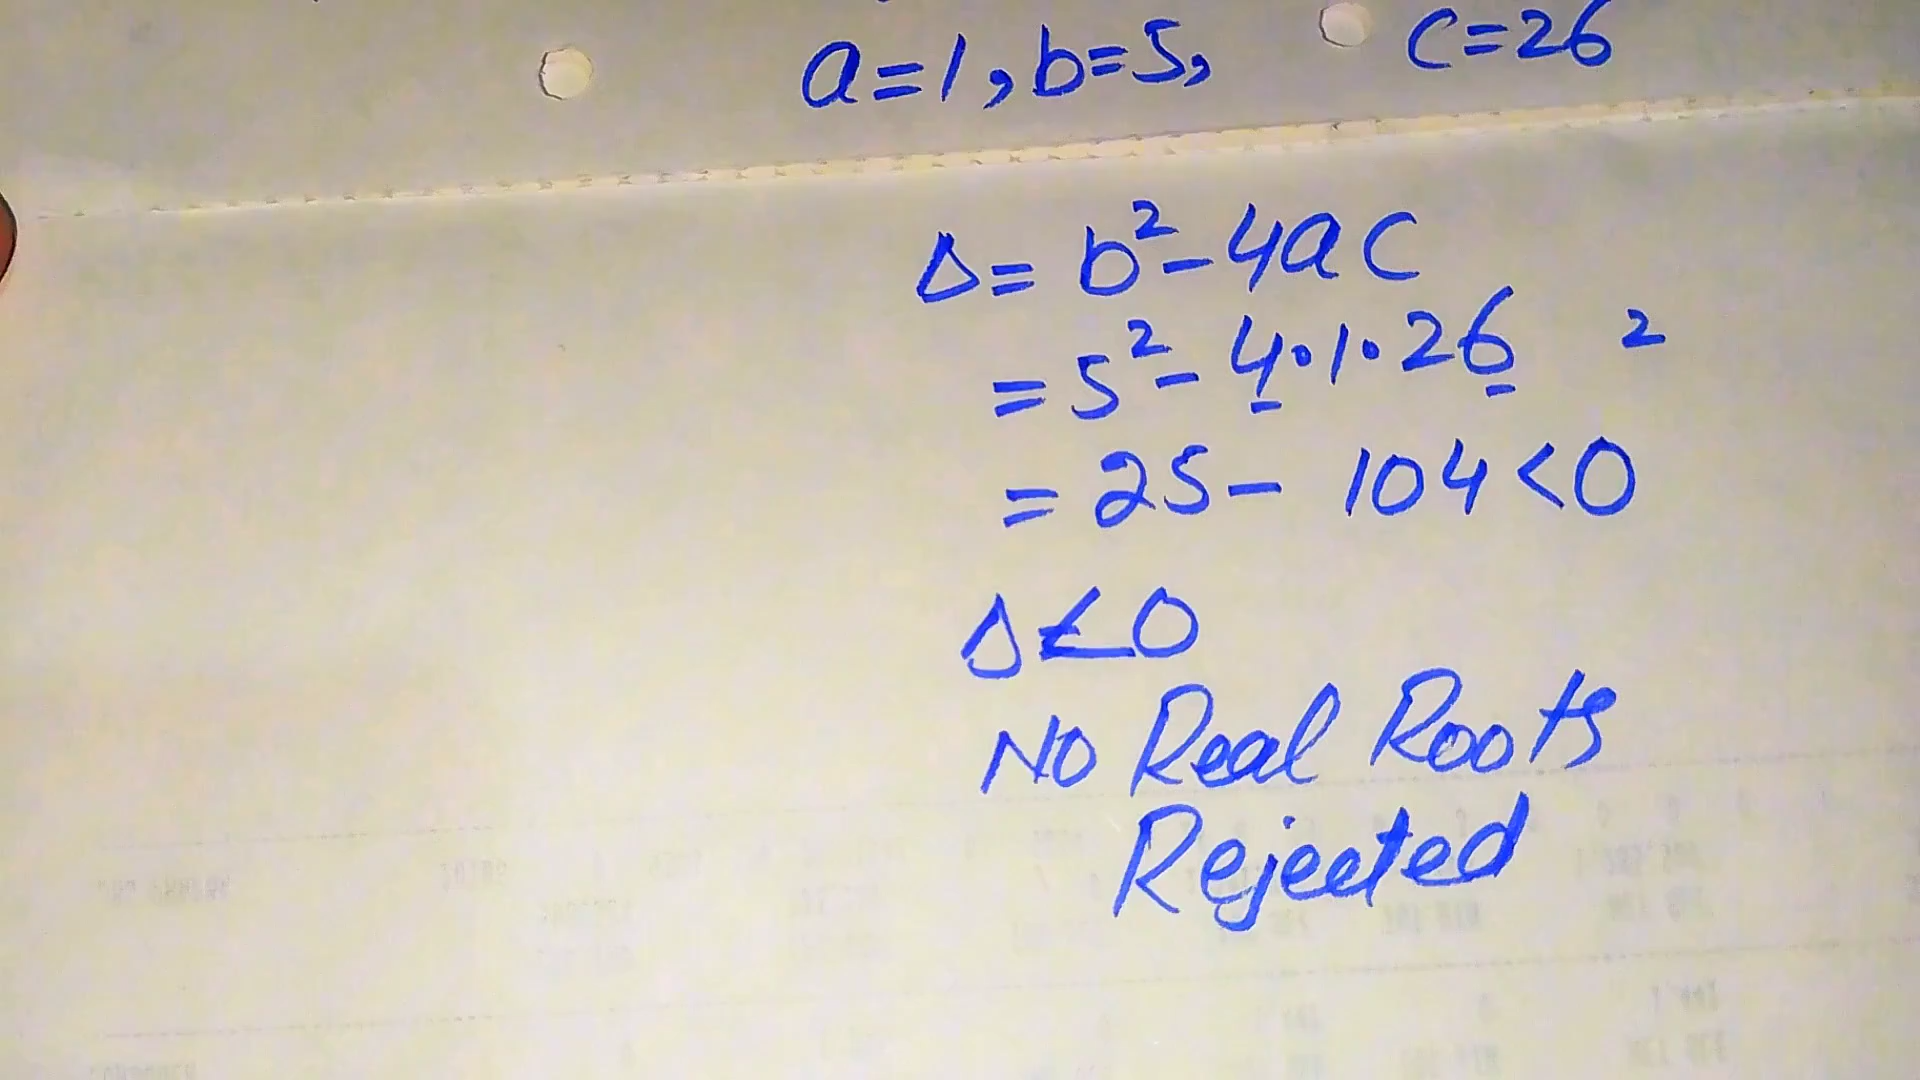 a=1, b=5, c=26
Δ= b²-4ac
= 5²-4·1·26 2
= 25- 104<0
Δ<0
No Real Roots
Rejected